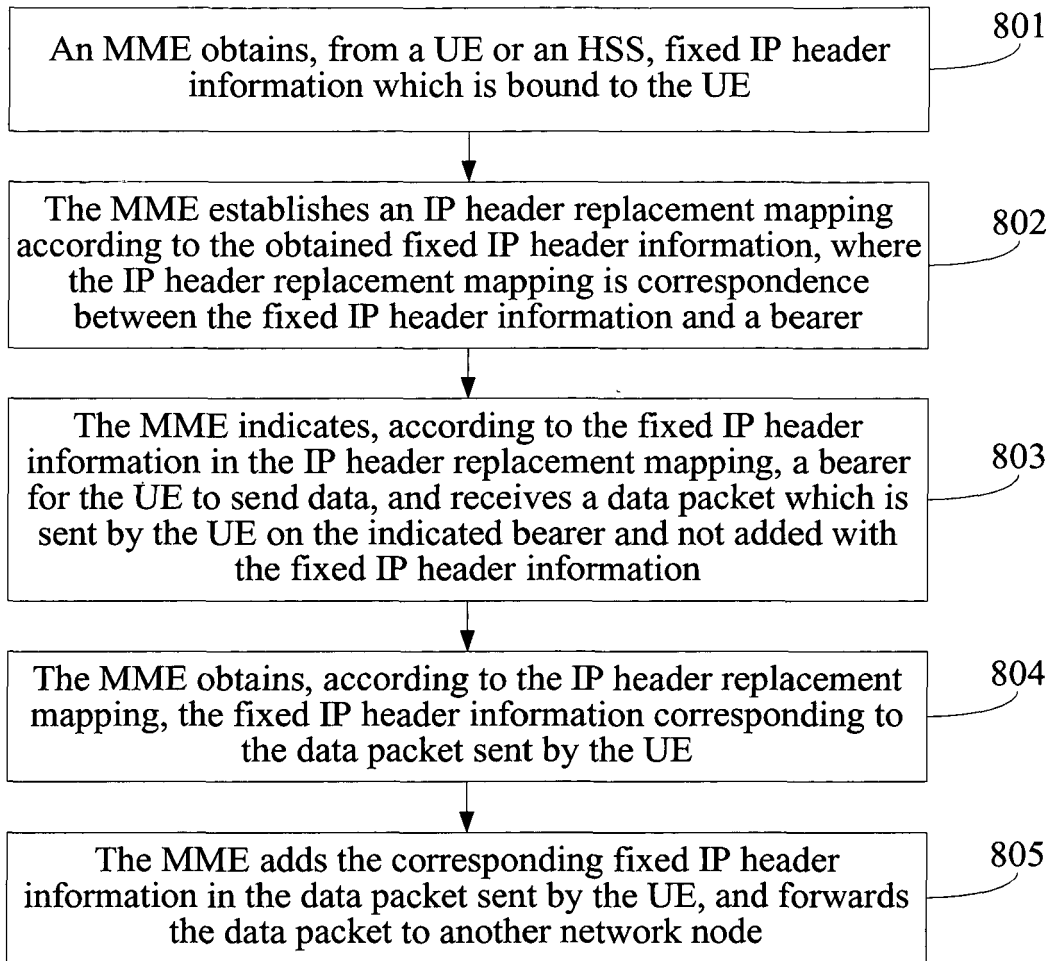 An MME obtains, from a UE or an HSS, fixed IP header
information which is bound to the UE
801
The MME establishes an IP header replacement mapping
according to the obtained fixed IP header information, where
the IP header replacement mapping is correspondence
between the fixed IP header information and a bearer
802
The MME indicates, according to the fixed IP header
information in the IP header replacement mapping, a bearer
for the UE to send data, and receives a data packet which is
sent by the UE on the indicated bearer and not added with
the fixed IP header information
803
The MME obtains, according to the IP header replacement
mapping, the fixed IP header information corresponding to
the data packet sent by the UE
804
The MME adds the corresponding fixed IP header
information in the data packet sent by the UE, and forwards
the data packet to another network node
805